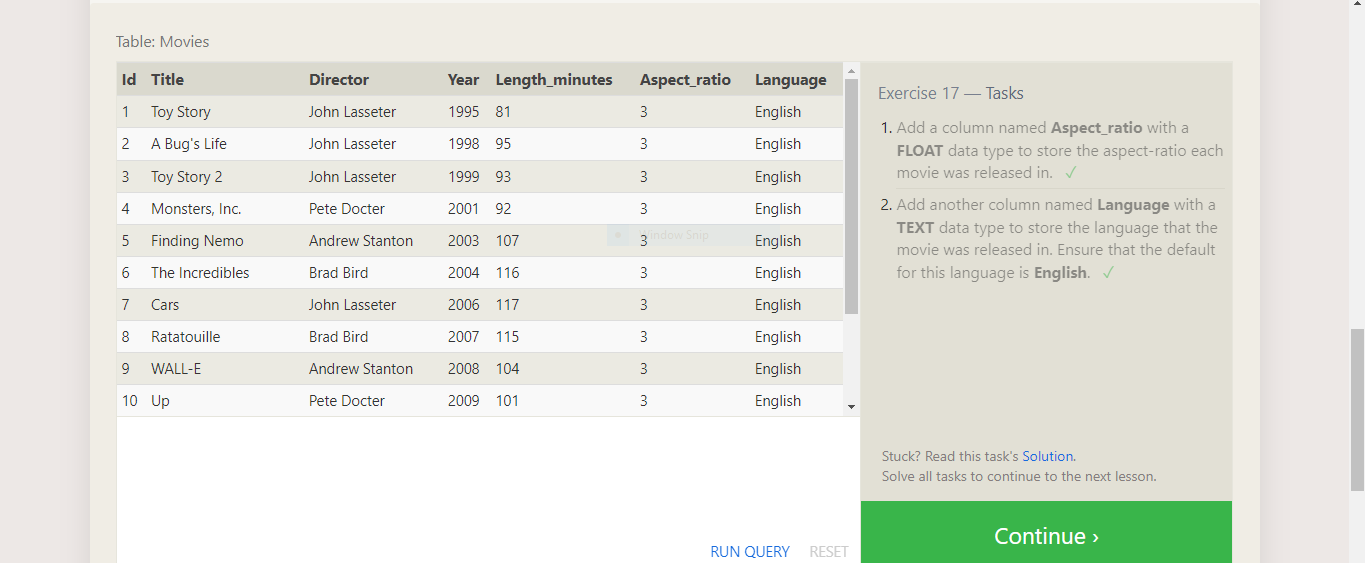 Table: Movies
Id Title Director Year Length_minutes Aspect_ratio Language
1 Toy Story John Lasseter 1995 81 3 English
2 A Bug's Life John Lasseter 1998 95 3 English
3 Toy Story 2 John Lasseter 1999 93 3 English
4 Monsters, Inc. Pete Docter 2001 92 3 English
5 Finding Nemo Andrew Stanton 2003 107 3 English
Window Snip
6 The Incredibles Brad Bird 2004 116 3 English
7 Cars John Lasseter 2006 117 3 English
8 Ratatouille Brad Bird 2007 115 3 English
9 WALL-E Andrew Stanton 2008 104 3 English
10 Up Pete Docter 2009 101 3 English
RUN QUERY RESET
Exercise 17 — Tasks
1. Add a column named Aspect_ratio with a
FLOAT data type to store the aspect-ratio each
movie was released in. ✓
2. Add another column named Language with a
TEXT data type to store the language that the
movie was released in. Ensure that the default
for this language is English. ✓
Stuck? Read this task's Solution.
Solve all tasks to continue to the next lesson.
Continue ›